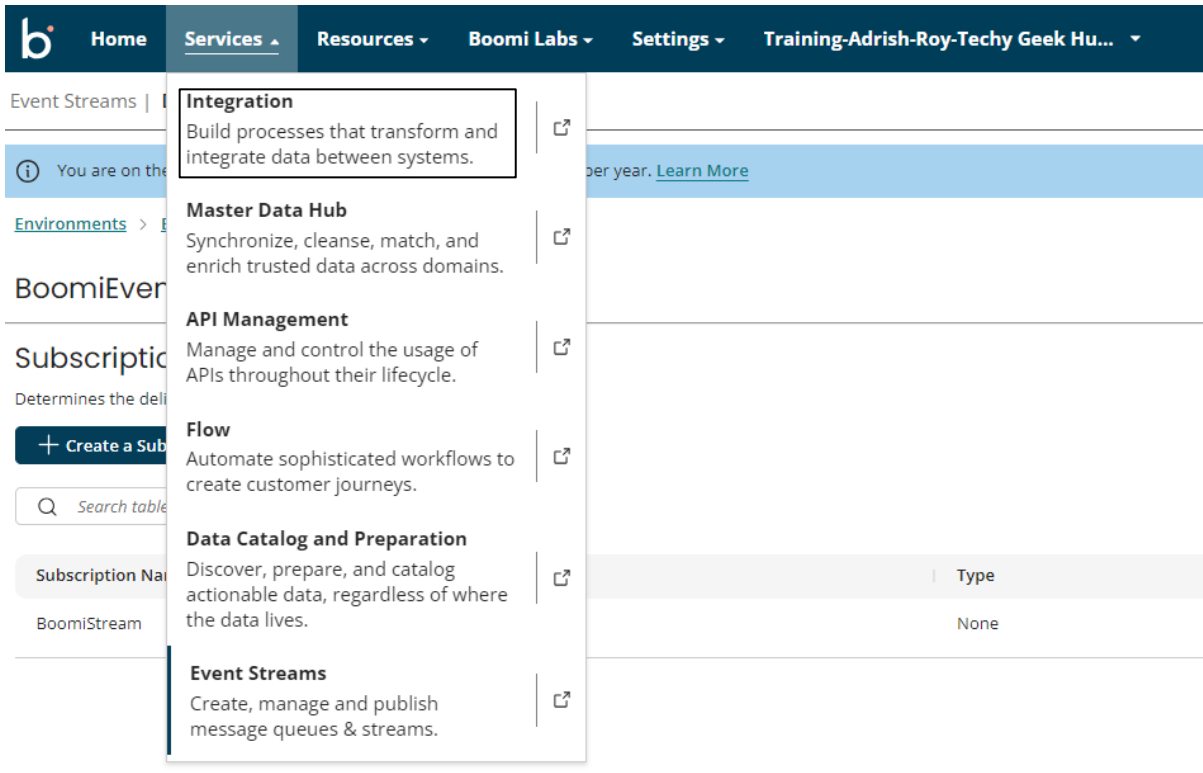 b Home Services Resources Boomi Labs Settings Training-Adrish-Roy-Techy Geek Hu...
Event Streams |
Integration
Build processes that transform and
integrate data between systems.
You are on the
per year. Learn More
Master Data Hub
Synchronize, cleanse, match, and
enrich trusted data across domains.
Environments >
BoomiEven
API Management
Manage and control the usage of
APIs throughout their lifecycle.
Subscriptio
Determines the deli
+ Create a Sub
Flow
Automate sophisticated workflows to
create customer journeys.
Search table
Data Catalog and Preparation
Discover, prepare, and catalog
actionable data, regardless of where
the data lives.
Subscription Na
Type
BoomiStream
None
Event Streams
Create, manage and publish
message queues & streams.